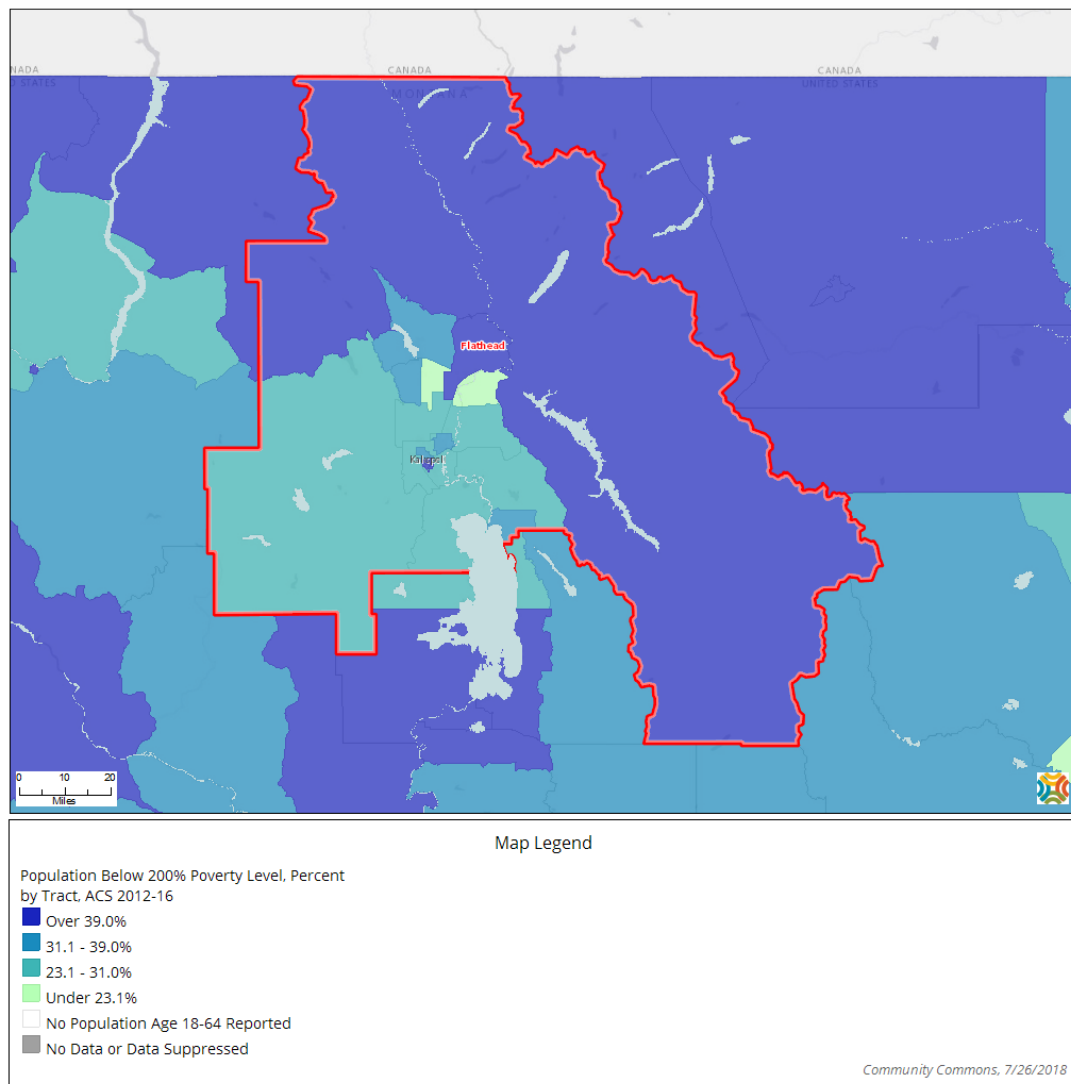 NADA
D STATES
CANADA
MONTANA
CANADA
UNITED STATES
Flathead
Kalispell
0 10 20
Miles
Map Legend
Population Below 200% Poverty Level, Percent
by Tract, ACS 2012-16
Over 39.0%
31.1 - 39.0%
23.1 - 31.0%
Under 23.1%
No Population Age 18-64 Reported
No Data or Data Suppressed
Community Commons, 7/26/2018